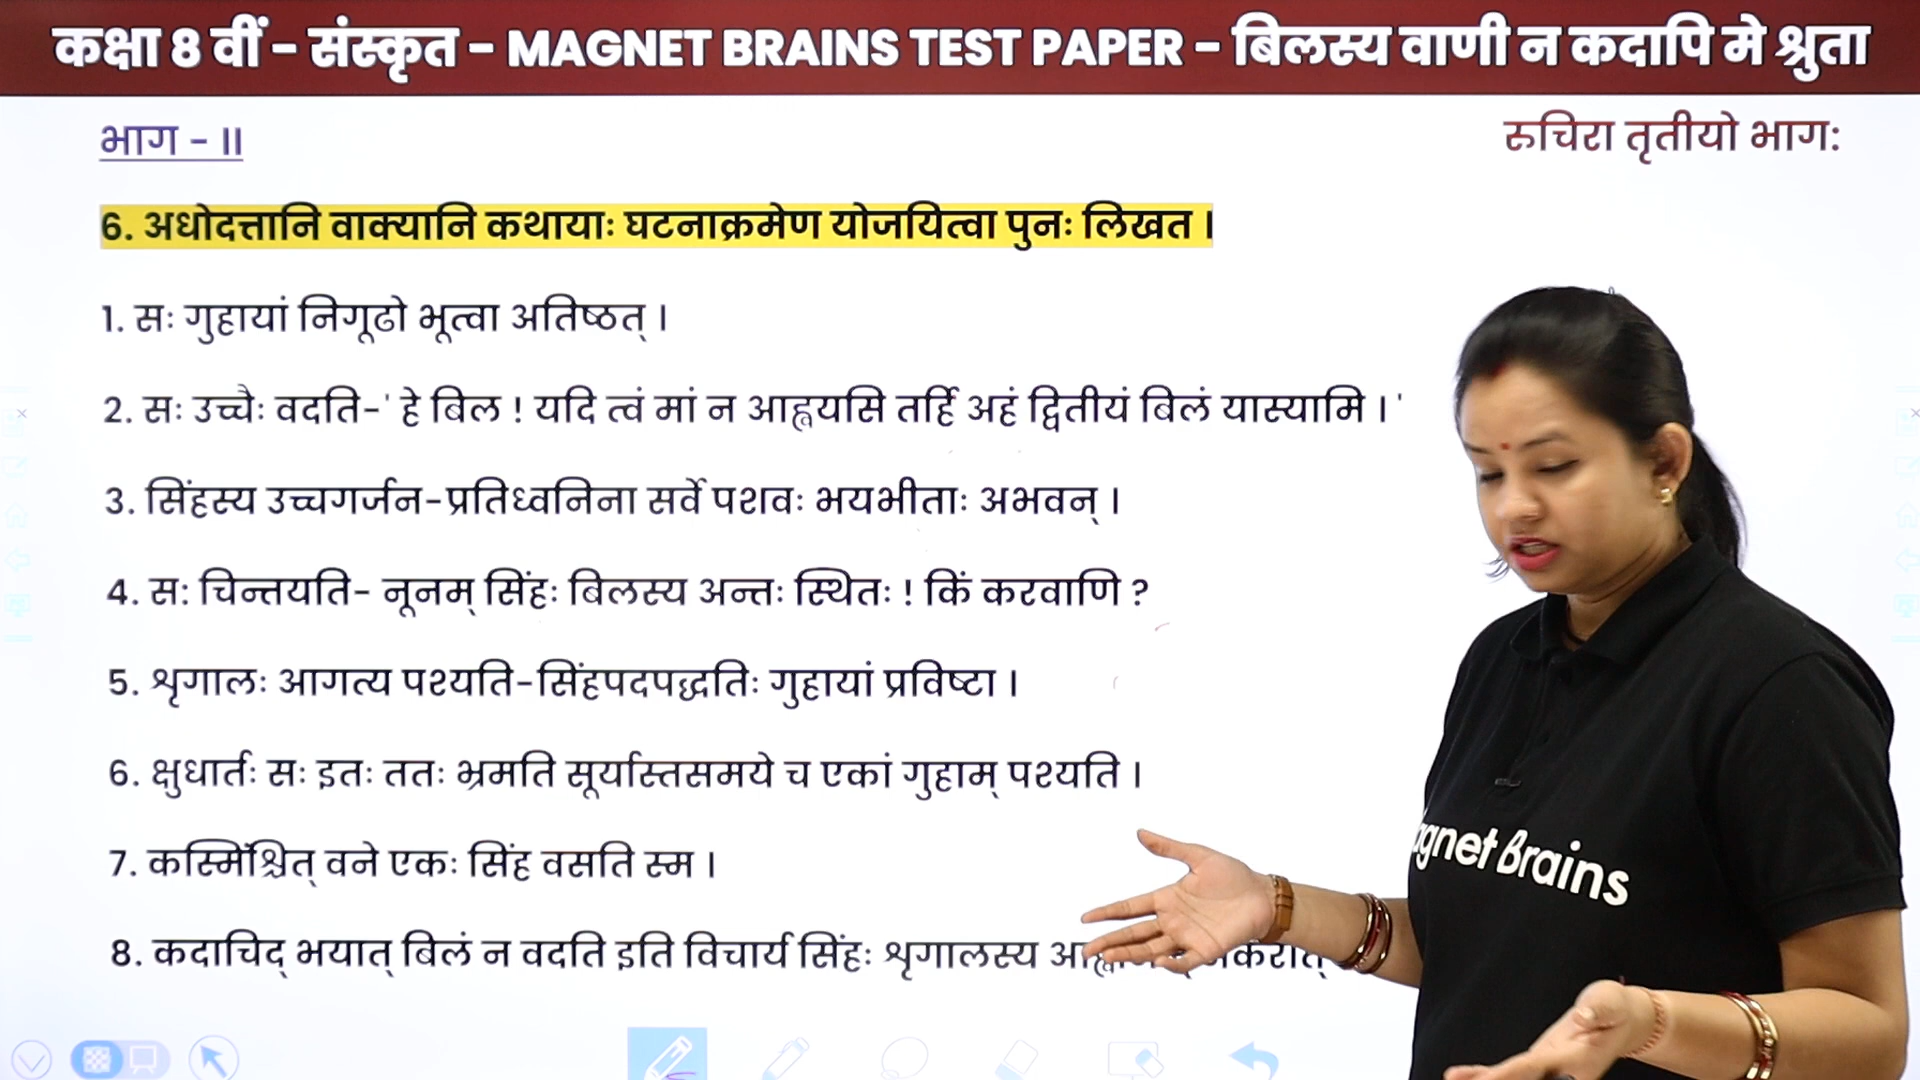 कक्षा 8 वीं - संस्कृत - MAGNET BRAINS TEST PAPER - बिलस्य वाणी न कदापि मे श्रुता
भाग - II
रुचिरा तृतीयो भाग:
6. अधोदत्तानि वाक्यानि कथायाः घटनाक्रमेण योजयित्वा पुनः लिखत ।
1. सः गुहायां निगूढो भूत्वा अतिष्ठत् ।
2. सः उच्चैः वदति-' हे बिल ! यदि त्वं मां न आह्वयसि तर्हि अहं द्वितीयं बिलं यास्यामि । '
3. सिंहस्य उच्चगर्जन-प्रतिध्वनिना सर्वे पशवः भयभीताः अभवन् ।
4. स: चिन्तयति- नूनम् सिंहः बिलस्य अन्तः स्थितः ! किं करवाणि ?
5. शृगालः आगत्य पश्यति-सिंहपदपद्धतिः गुहायां प्रविष्टा ।
6. क्षुधार्तः सः इतः ततः भ्रमति सूर्यास्तसमये च एकां गुहाम् पश्यति ।
7. कस्मिंश्चित् वने एकः सिंह वसति स्म ।
8. कदाचिद् भयात् बिलं न वदति इति विचार्य सिंहः शृगालस्य
gnet Brains